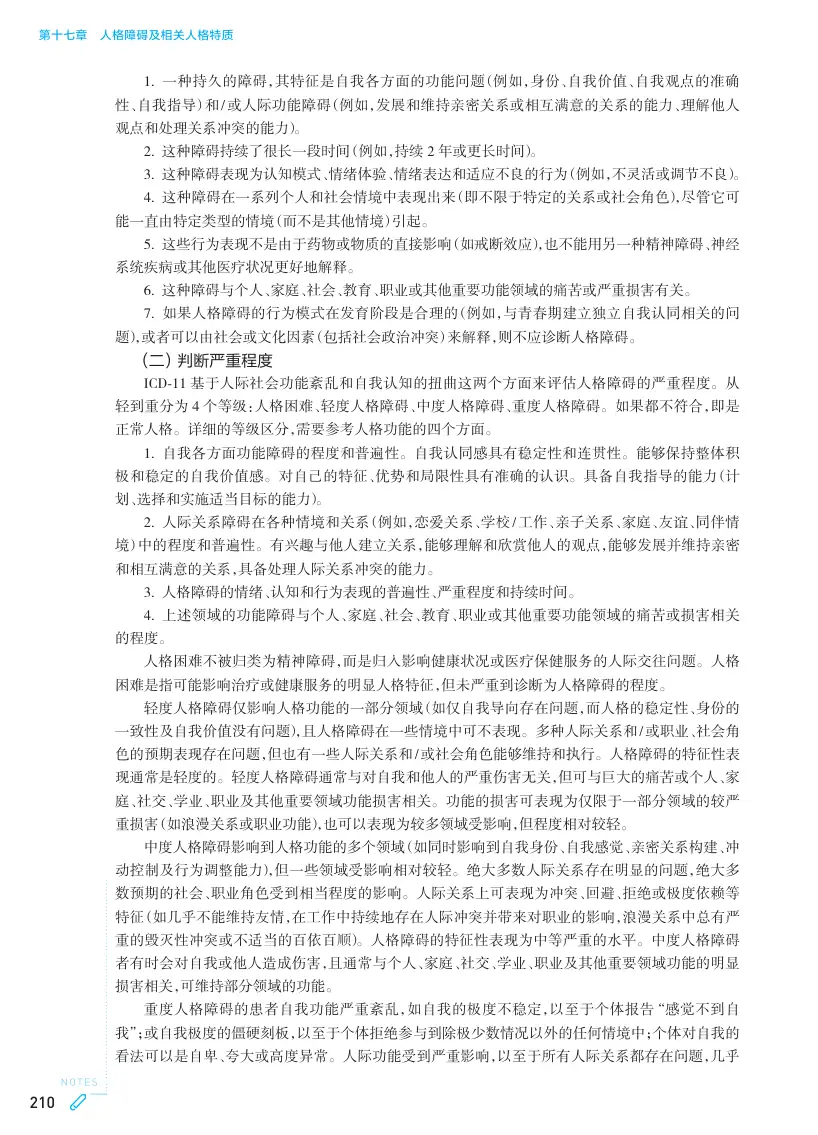 第十七章 人格障碍及相关人格特质
1. 一种持久的障碍,其特征是自我各方面的功能问题(例如,身份、自我价值、自我观点的准确
性、自我指导)和/或人际功能障碍(例如,发展和维持亲密关系或相互满意的关系的能力、理解他人
观点和处理关系冲突的能力)。
2. 这种障碍持续了很长一段时间(例如,持续 2 年或更长时间)。
3. 这种障碍表现为认知模式、情绪体验、情绪表达和适应不良的行为(例如,不灵活或调节不良)。
4. 这种障碍在一系列个人和社会情境中表现出来(即不限于特定的关系或社会角色),尽管它可
能一直由特定类型的情境(而不是其他情境)引起。
5. 这些行为表现不是由于药物或物质的直接影响(如戒断效应),也不能用另一种精神障碍、神经
系统疾病或其他医疗状况更好地解释。
6. 这种障碍与个人、家庭、社会、教育、职业或其他重要功能领域的痛苦或严重损害有关。
7. 如果人格障碍的行为模式在发育阶段是合理的(例如,与青春期建立独立自我认同相关的问
题),或者可以由社会或文化因素(包括社会政治冲突)来解释,则不应诊断人格障碍。
(二)判断严重程度
ICD-11 基于人际社会功能紊乱和自我认知的扭曲这两个方面来评估人格障碍的严重程度。从
轻到重分为 4 个等级:人格困难、轻度人格障碍、中度人格障碍、重度人格障碍。如果都不符合,即是
正常人格。详细的等级区分,需要参考人格功能的四个方面。
1. 自我各方面功能障碍的程度和普遍性。自我认同感具有稳定性和连贯性。能够保持整体积
极和稳定的自我价值感。对自己的特征、优势和局限性具有准确的认识。具备自我指导的能力(计
划、选择和实施适当目标的能力)。
2. 人际关系障碍在各种情境和关系(例如,恋爱关系、学校/工作、亲子关系、家庭、友谊、同伴情
境)中的程度和普遍性。有兴趣与他人建立关系,能够理解和欣赏他人的观点,能够发展并维持亲密
和相互满意的关系,具备处理人际关系冲突的能力。
3. 人格障碍的情绪、认知和行为表现的普遍性、严重程度和持续时间。
4. 上述领域的功能障碍与个人、家庭、社会、教育、职业或其他重要功能领域的痛苦或损害相关
的程度。
人格困难不被归类为精神障碍,而是归入影响健康状况或医疗保健服务的人际交往问题。人格
困难是指可能影响治疗或健康服务的明显人格特征,但未严重到诊断为人格障碍的程度。
轻度人格障碍仅影响人格功能的一部分领域(如仅自我导向存在问题,而人格的稳定性、身份的
一致性及自我价值没有问题),且人格障碍在一些情境中可不表现。多种人际关系和/或职业、社会角
色的预期表现存在问题,但也有一些人际关系和/或社会角色能够维持和执行。人格障碍的特征性表
现通常是轻度的。轻度人格障碍通常与对自我和他人的严重伤害无关,但可与巨大的痛苦或个人、家
庭、社交、学业、职业及其他重要领域功能损害相关。功能的损害可表现为仅限于一部分领域的较严
重损害(如浪漫关系或职业功能),也可以表现为较多领域受影响,但程度相对较轻。
中度人格障碍影响到人格功能的多个领域(如同时影响到自我身份、自我感觉、亲密关系构建、冲
动控制及行为调整能力),但一些领域受影响相对较轻。绝大多数人际关系存在明显的问题,绝大多
数预期的社会、职业角色受到相当程度的影响。人际关系上可表现为冲突、回避、拒绝或极度依赖等
特征(如几乎不能维持友情,在工作中持续地存在人际冲突并带来对职业的影响,浪漫关系中总有严
重的毁灭性冲突或不适当的百依百顺)。人格障碍的特征性表现为中等严重的水平。中度人格障碍
者有时会对自我或他人造成伤害,且通常与个人、家庭、社交、学业、职业及其他重要领域功能的明显
损害相关,可维持部分领域的功能。
重度人格障碍的患者自我功能严重紊乱,如自我的极度不稳定,以至于个体报告 “感觉不到自
我”;或自我极度的僵硬刻板,以至于个体拒绝参与到除极少数情况以外的任何情境中;个体对自我的
看法可以是自卑、夸大或高度异常。人际功能受到严重影响,以至于所有人际关系都存在问题,几乎
NOTES
210